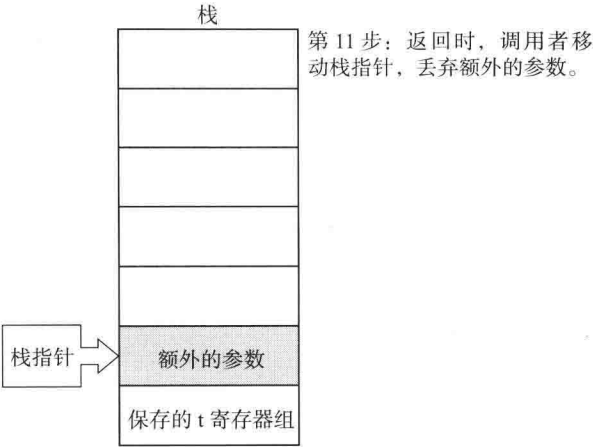 栈
第 11 步：返回时，调用者移
动栈指针，丢弃额外的参数。
栈指针
额外的参数
保存的 t 寄存器组